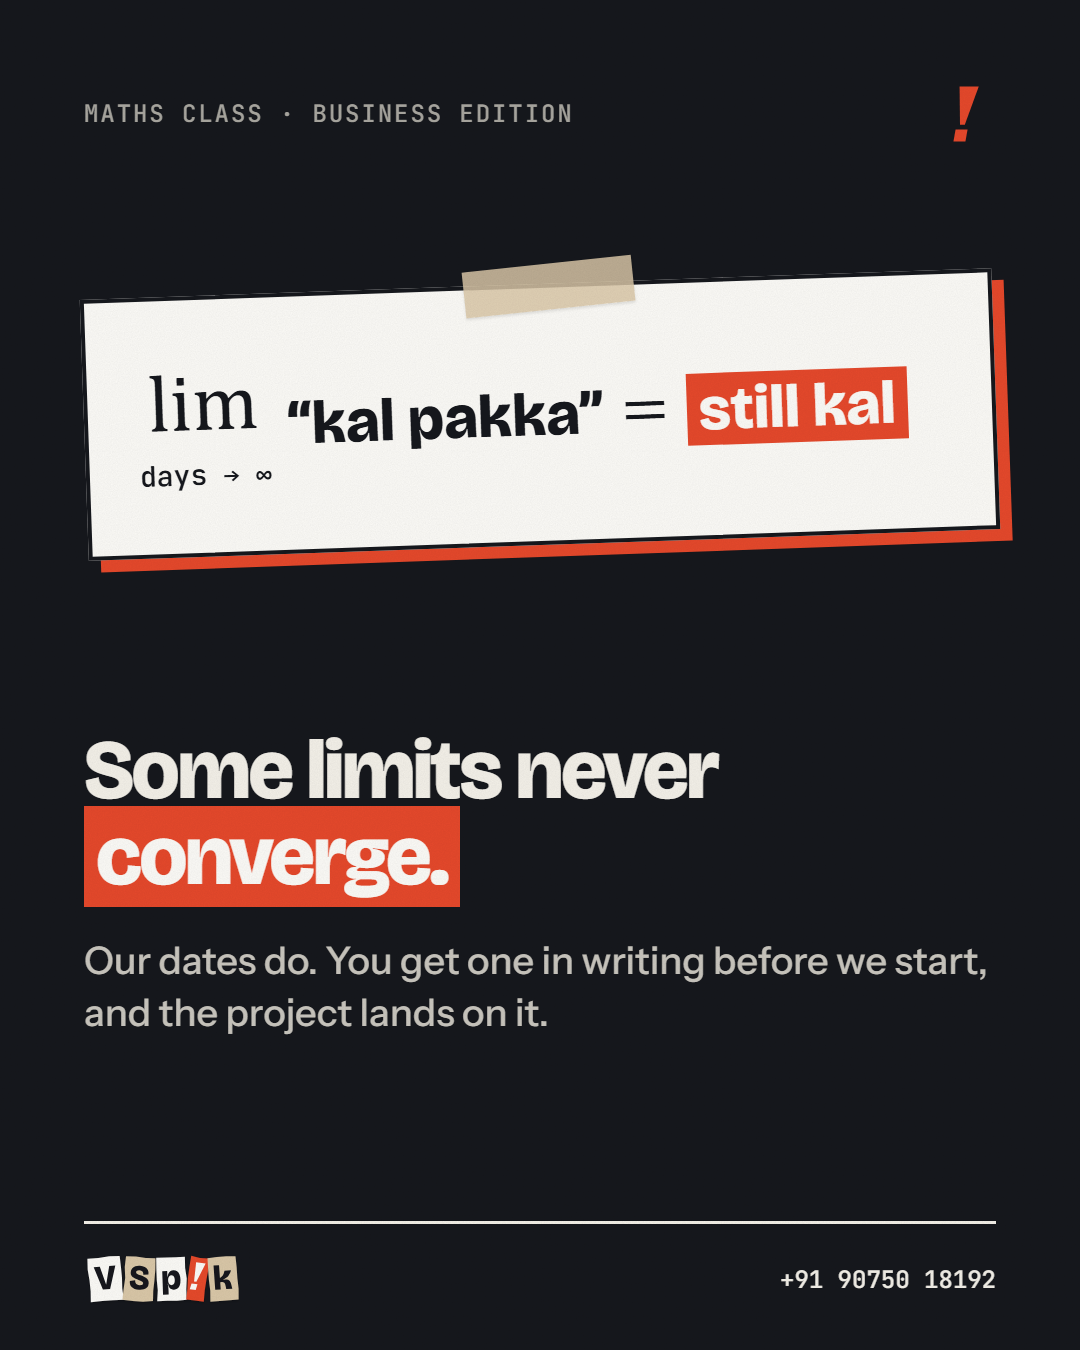 MATHS CLASS · BUSINESS EDITION
!
lim “kal pakka” = still kal
days → ∞
Some limits never
converge.
Our dates do. You get one in writing before we start,
and the project lands on it.
VSp!k
+91 90750 18192